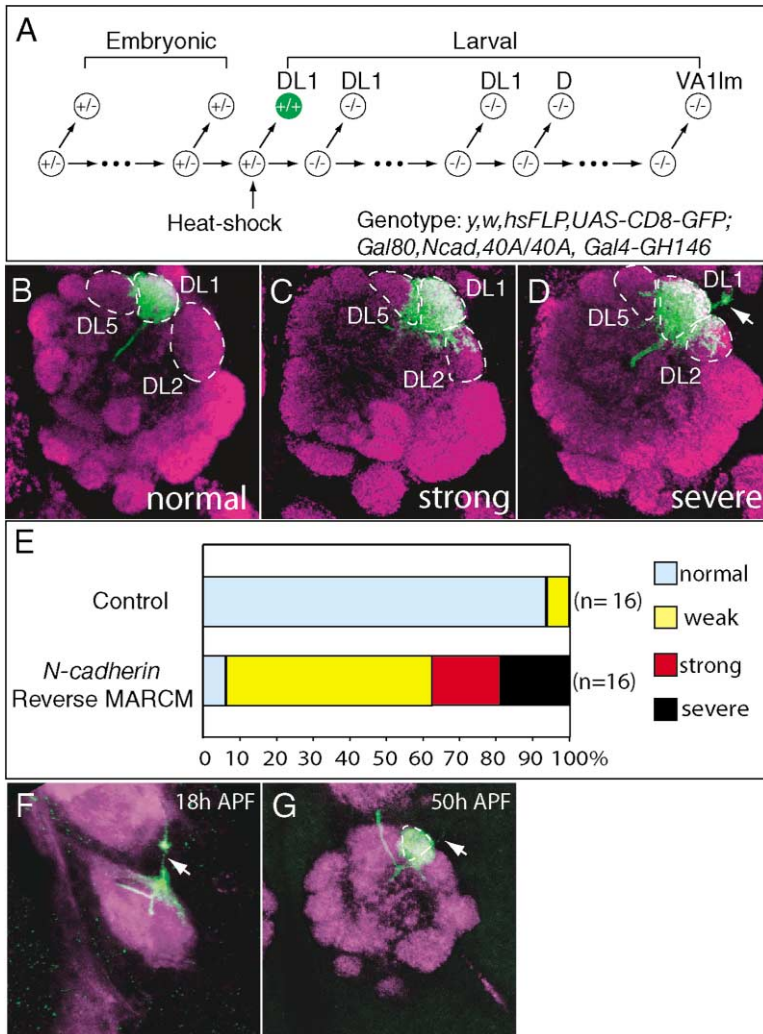 A
Embryonic
Larval
DL1 DL1 DL1 D VA1lm
+/- +/- +/+ -/- -/- -/- -/-
+/- +/- +/- -/- -/- -/- -/-
Heat-shock
Genotype: y,w,hsFLP,UAS-CD8-GFP;
Gal80,Ncad,40A/40A, Gal4-GH146
B
DL1
DL5
DL2
normal
C
DL1
DL5
DL2
strong
D
DL1
DL5
DL2
severe
E
Control
(n= 16)
N-cadherin
Reverse MARCM
(n=16)
0 10 20 30 40 50 60 70 80 90 100%
normal
weak
strong
severe
F
18h APF
G
50h APF